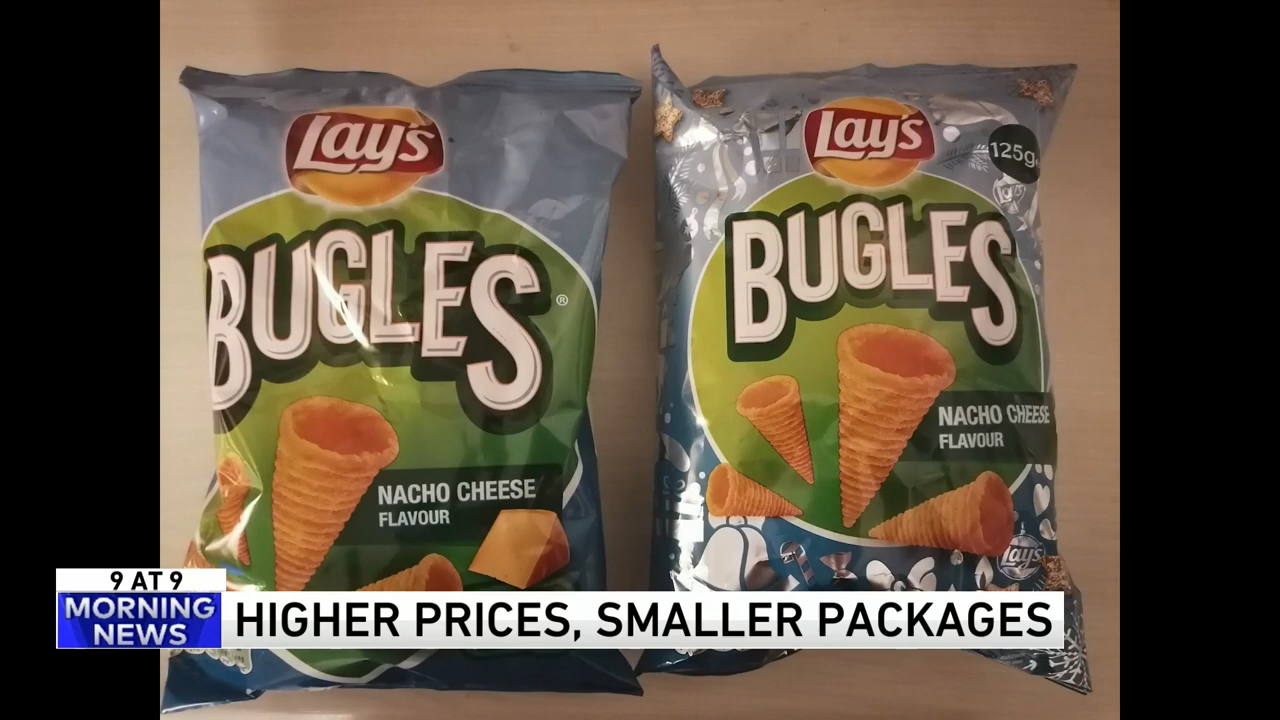 Lay's
BUGLES
®
NACHO CHEESE
FLAVOUR
Lay's
125g
BUGLES
NACHO CHEESE
FLAVOUR
Lay's
9 AT 9
MORNING
NEWS
HIGHER PRICES, SMALLER PACKAGES